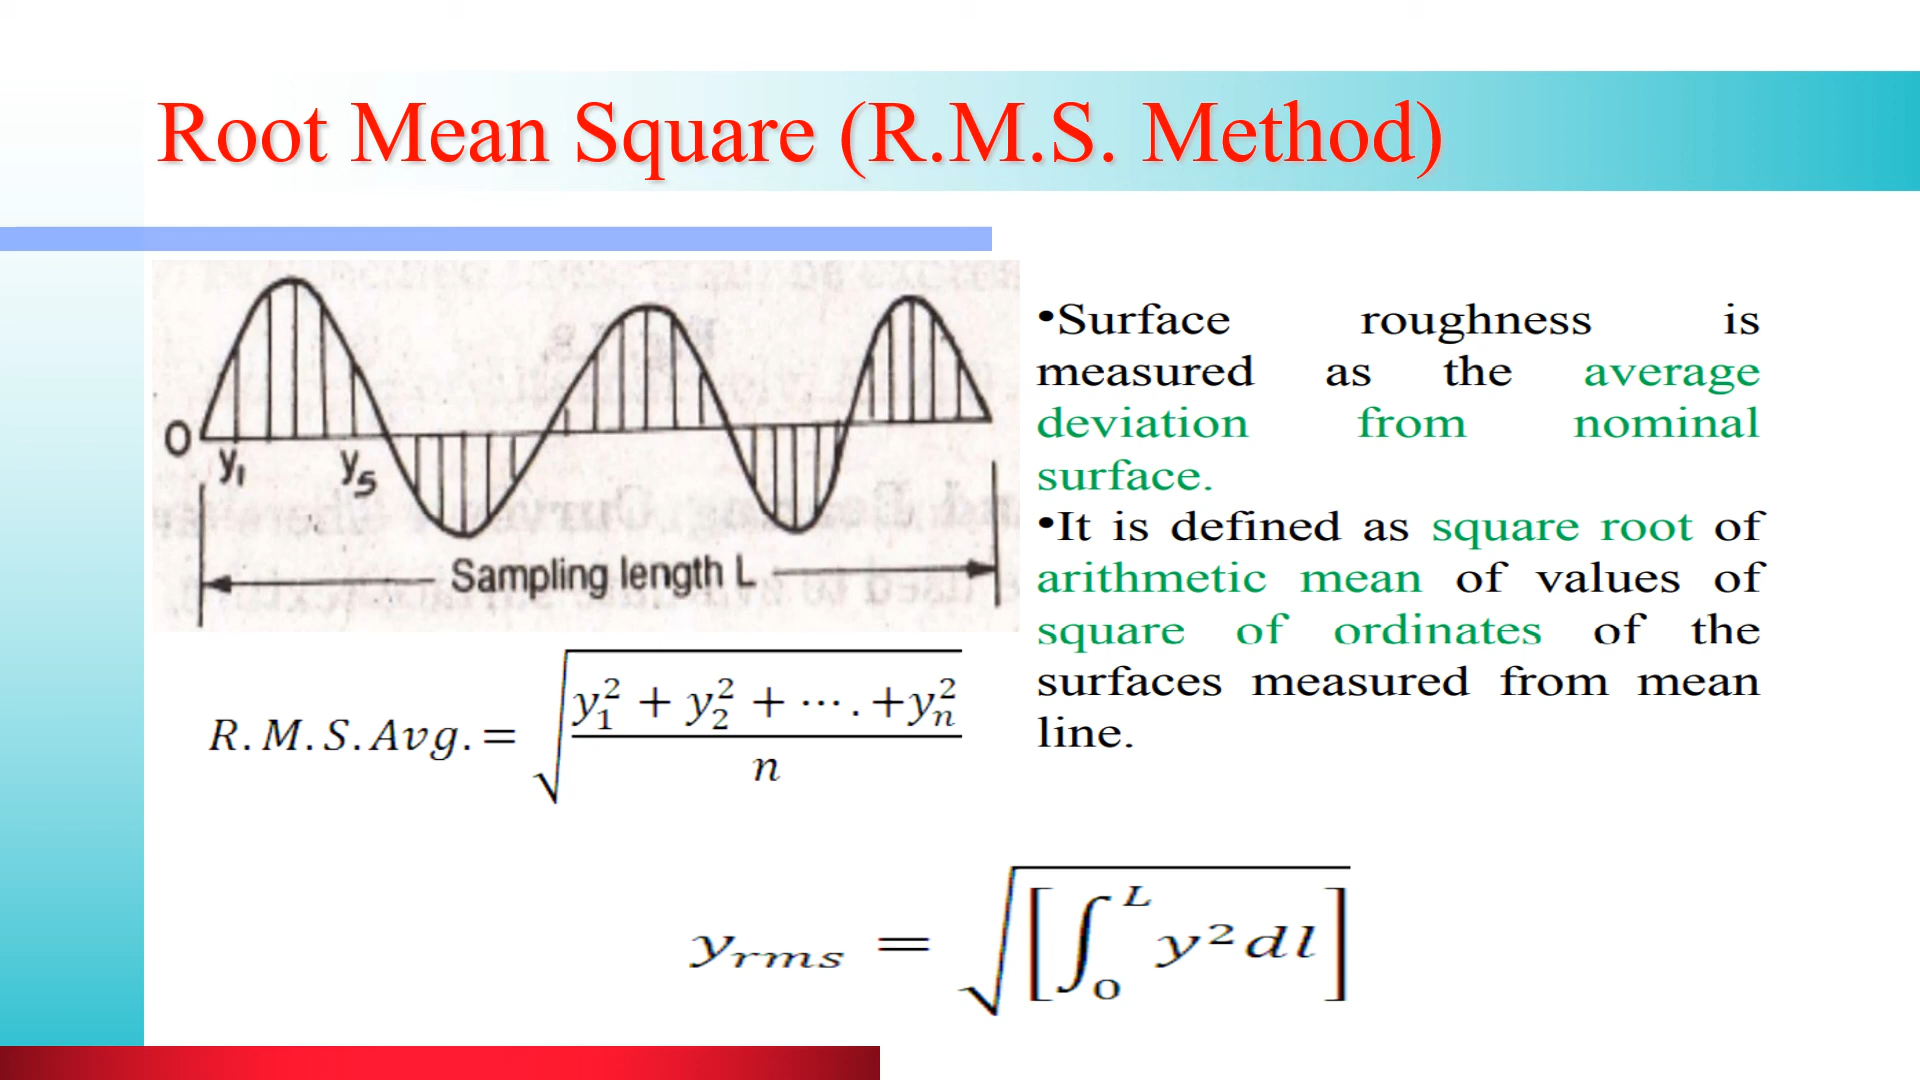 Root Mean Square (R.M.S. Method)
O
y₁
y₅
Sampling length L
R.M.S.Avg.= √((y₁² + y₂² + ⋯.+yₙ²)/n)
•Surface roughness is
measured as the average
deviation from nominal
surface.
•It is defined as square root of
arithmetic mean of values of
square of ordinates of the
surfaces measured from mean
line.
yᵣₘₛ = √[∫₀ᴸ y²dl]